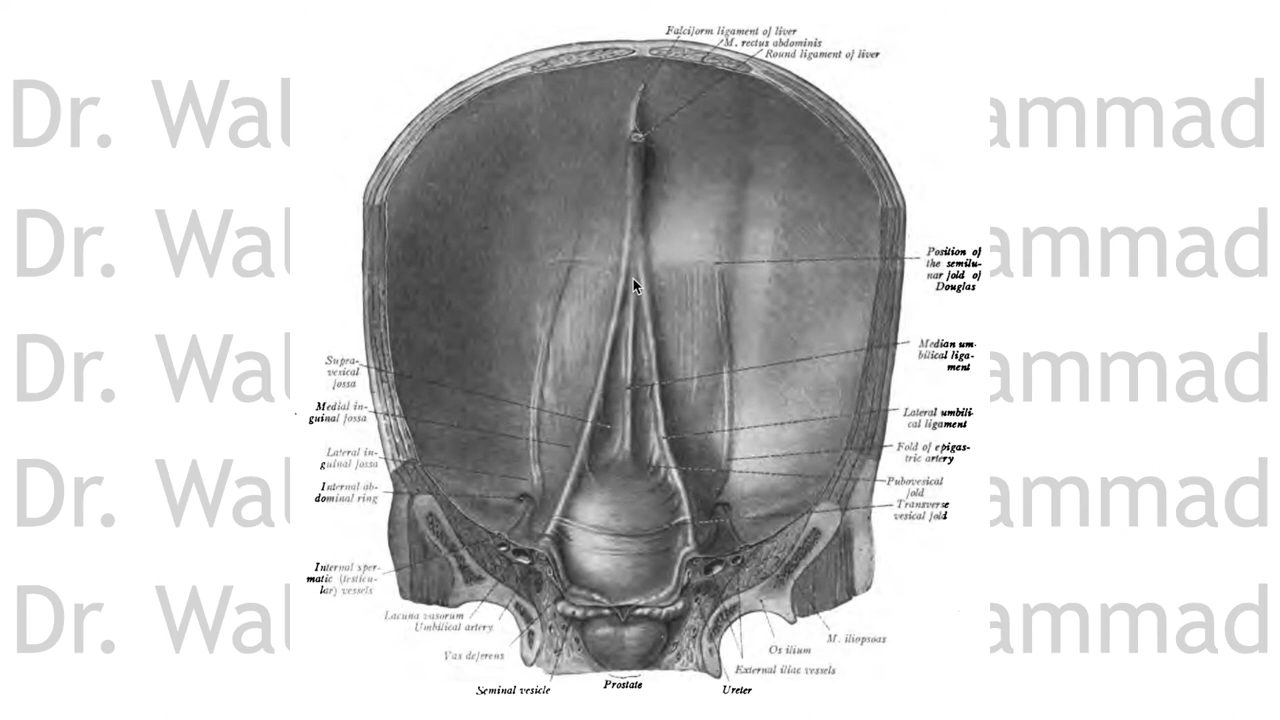 Falciform ligament of liver
M. rectus abdominis
Round ligament of liver
Dr. Wal
ammad
Dr. Wal
ammad
Position of
the semilu-
nar fold of
Douglas
Dr. Wal
ammad
Median um-
bilical liga-
ment
Supra-
vesical
fossa
Medial in-
guinal fossa
Lateral umbili-
cal ligament
Lateral in-
guinal fossa
Fold of epigas-
tric artery
Dr. Wal
ammad
Internal ab-
dominal ring
Pubovesical
fold
Transverse
vesical fold
Internal sper-
matic (testicu-
lar) vessels
Dr. Wal
ammad
Lacuna vasorum
Umbilical artery
Vas deferens
Seminal vesicle
Prostate
Ureter
External iliac vessels
Os ilium
M. iliopsoas